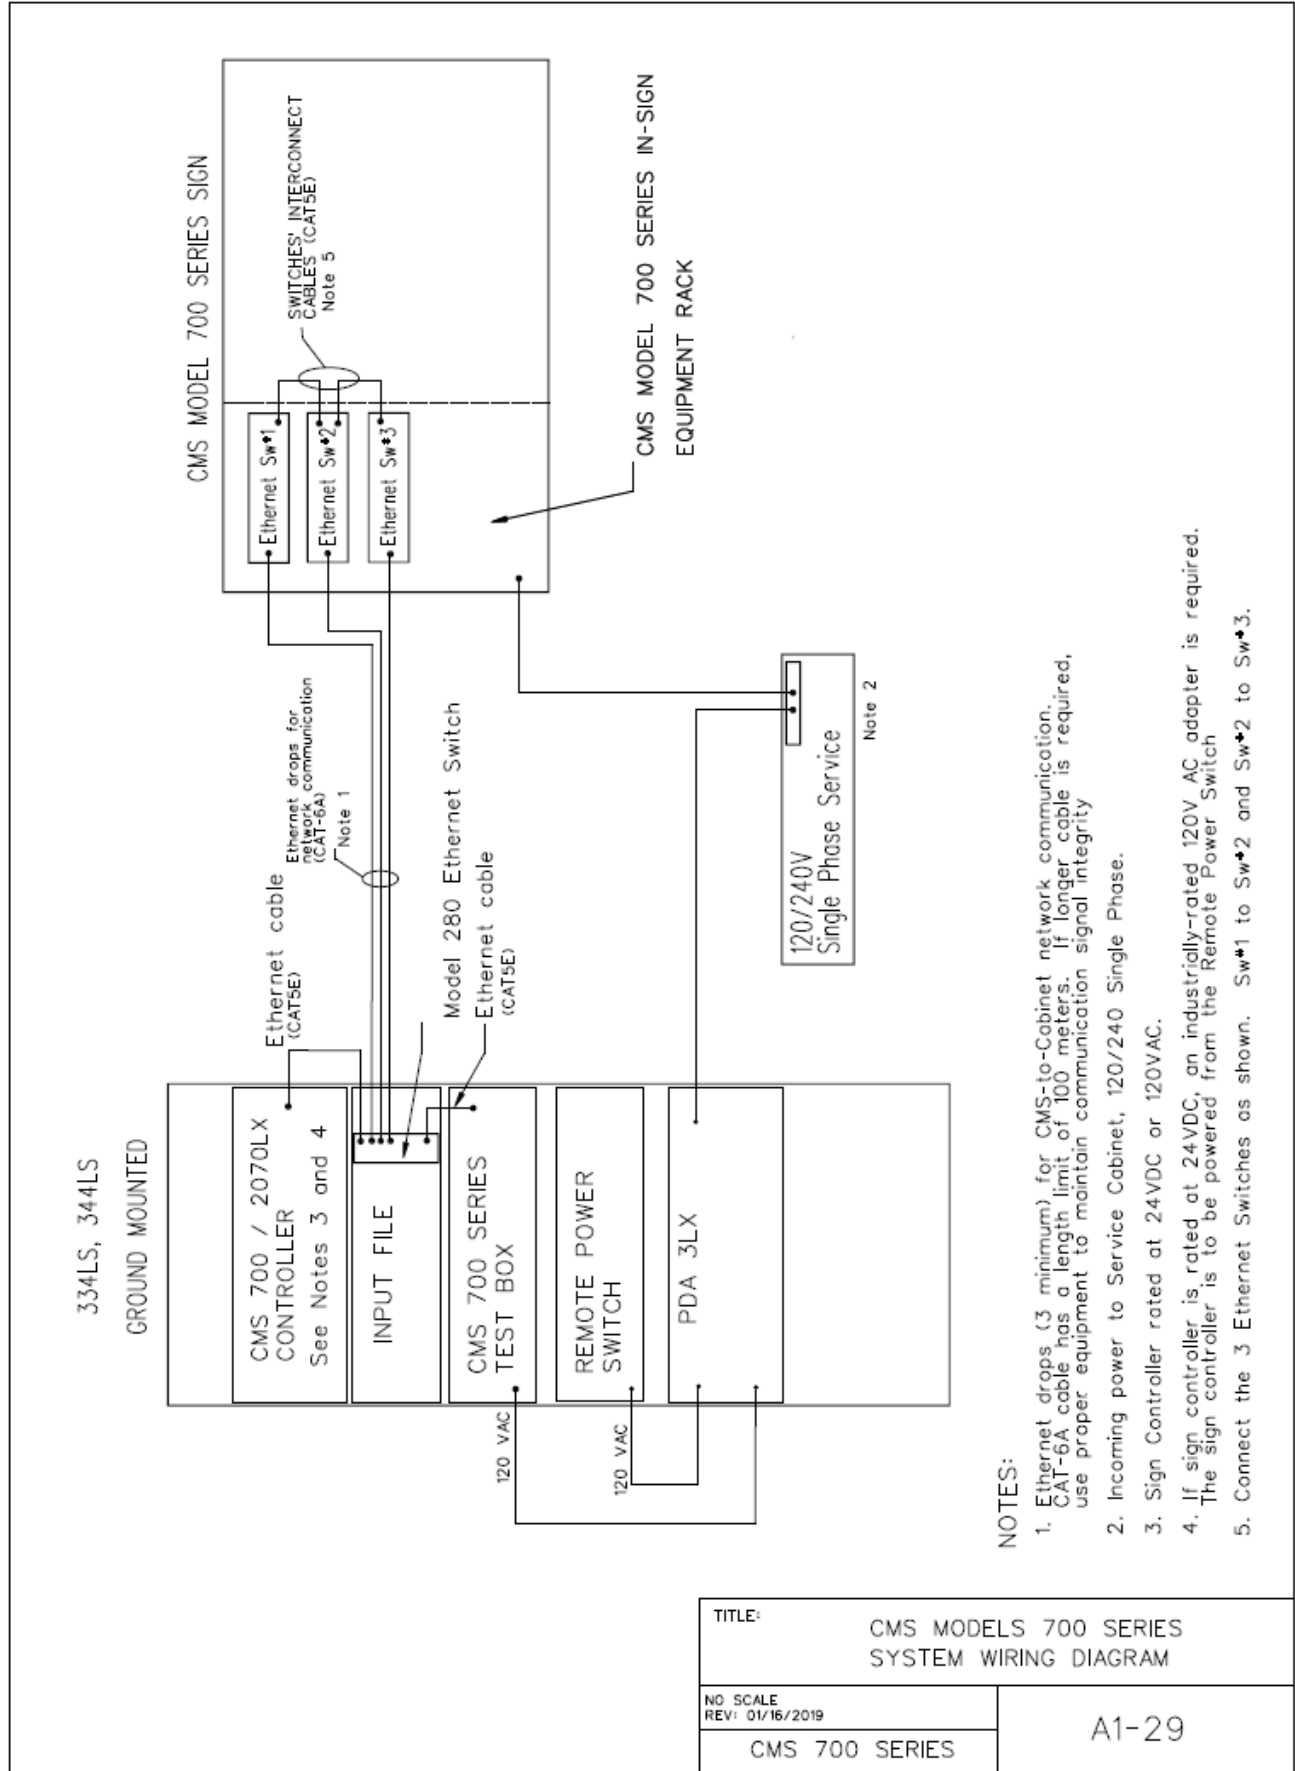 334LS, 344LS
GROUND MOUNTED
CMS 700 / 2070LX
CONTROLLER
See Notes 3 and 4
INPUT FILE
CMS 700 SERIES
TEST BOX
REMOTE POWER
SWITCH
PDA 3LX
120 VAC
120 VAC
Ethernet cable
(CAT5E)
Ethernet drops for
network communication
(CAT-6A)
Note 1
Model 280 Ethernet Switch
Ethernet cable
(CAT5E)
CMS MODEL 700 SERIES SIGN
Ethernet Sw#1
Ethernet Sw#2
Ethernet Sw#3
SWITCHES' INTERCONNECT
CABLES (CAT5E)
Note 5
CMS MODEL 700 SERIES IN-SIGN
EQUIPMENT RACK
120/240V
Single Phase Service
Note 2
NOTES:
1. Ethernet drops (3 minimum) for CMS-to-Cabinet network communication.
CAT-6A cable has a length limit of 100 meters. If longer cable is required,
use proper equipment to maintain communication signal integrity
2. Incoming power to Service Cabinet, 120/240 Single Phase.
3. Sign Controller rated at 24VDC or 120VAC.
4. If sign controller is rated at 24VDC, an industrially-rated 120V AC adapter is required.
The sign controller is to be powered from the Remote Power Switch
5. Connect the 3 Ethernet Switches as shown. Sw#1 to Sw#2 and Sw#2 to Sw#3.
TITLE:
CMS MODELS 700 SERIES
SYSTEM WIRING DIAGRAM
NO SCALE
REV: 01/16/2019
CMS 700 SERIES
A1-29